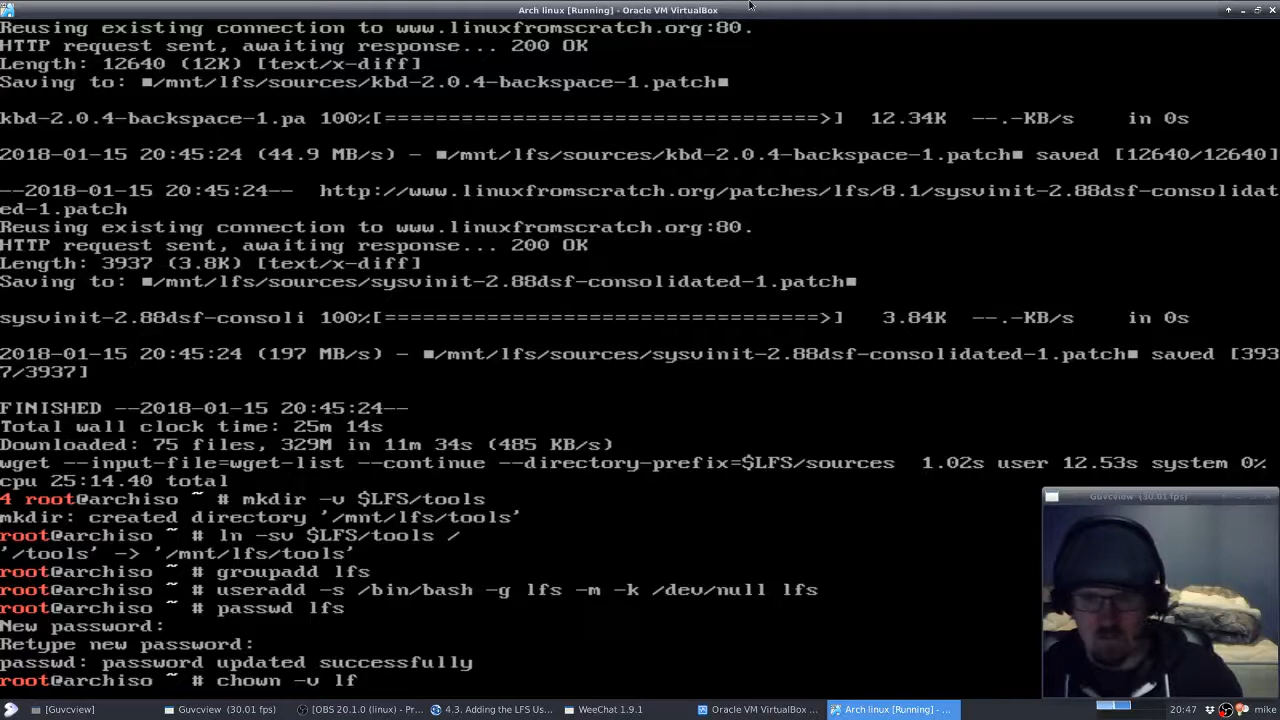 Arch linux [Running] - Oracle VM VirtualBox
Reusing existing connection to www.linuxfromscratch.org:80.
HTTP request sent, awaiting response... 200 OK
Length: 12640 (12K) [text/x-diff]
Saving to: ■/mnt/lfs/sources/kbd-2.0.4-backspace-1.patch■
kbd-2.0.4-backspace-1.pa 100%[===================================>]  12.34K  --.-KB/s    in 0s
2018-01-15 20:45:24 (44.9 MB/s) - ■/mnt/lfs/sources/kbd-2.0.4-backspace-1.patch■ saved [12640/12640]
--2018-01-15 20:45:24--  http://www.linuxfromscratch.org/patches/lfs/8.1/sysvinit-2.88dsf-consolidat
ed-1.patch
Reusing existing connection to www.linuxfromscratch.org:80.
HTTP request sent, awaiting response... 200 OK
Length: 3937 (3.8K) [text/x-diff]
Saving to: ■/mnt/lfs/sources/sysvinit-2.88dsf-consolidated-1.patch■
sysvinit-2.88dsf-consoli 100%[===================================>]   3.84K  --.-KB/s    in 0s
2018-01-15 20:45:24 (197 MB/s) - ■/mnt/lfs/sources/sysvinit-2.88dsf-consolidated-1.patch■ saved [393
7/3937]
FINISHED --2018-01-15 20:45:24--
Total wall clock time: 25m 14s
Downloaded: 75 files, 329M in 11m 34s (485 KB/s)
wget --input-file=wget-list --continue --directory-prefix=$LFS/sources  1.02s user 12.53s system 0%
cpu 25:14.40 total
4 root@archiso ~ # mkdir -v $LFS/tools
mkdir: created directory '/mnt/lfs/tools'
root@archiso ~ # ln -sv $LFS/tools /
'/tools' -> '/mnt/lfs/tools'
root@archiso ~ # groupadd lfs
root@archiso ~ # useradd -s /bin/bash -g lfs -m -k /dev/null lfs
root@archiso ~ # passwd lfs
New password:
Retype new password:
passwd: password updated successfully
root@archiso ~ # chown -v lf
Guvcview (30.01 fps)
[Guvcview] Guvcview (30.01 fps) [OBS 20.1.0 (linux) - Pr... 4.3. Adding the LFS Us... WeeChat 1.9.1 Oracle VM VirtualBox ... Arch linux [Running] - ... 20:47 mike